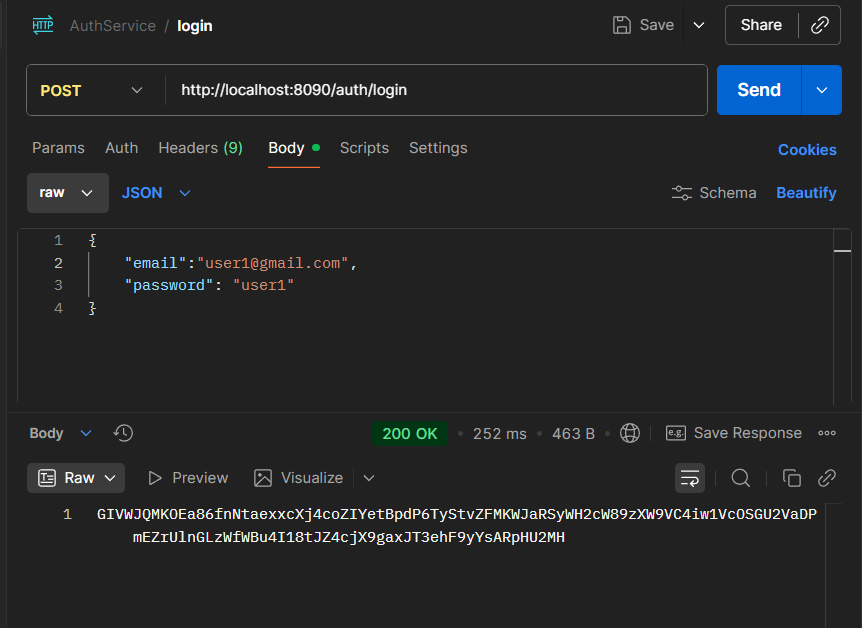 HTTP AuthService / login Save Share
POST http://localhost:8090/auth/login Send
Params Auth Headers (9) Body Scripts Settings Cookies
raw JSON Schema Beautify
1 {
2 "email":"user1@gmail.com",
3 "password": "user1"
4 }
Body 200 OK • 252 ms • 463 B • e.g. Save Response
Raw Preview Visualize
1 GIVWJQMKOEa86fnNtaexxcXj4coZIYetBpdP6TyStvZFMKWJaRSyWH2cW89zXW9VC4iw1VcOSGU2VaDP
mEZrUlnGLzWfWBu4I18tJZ4cjX9gaxJT3ehF9yYsARpHU2MH